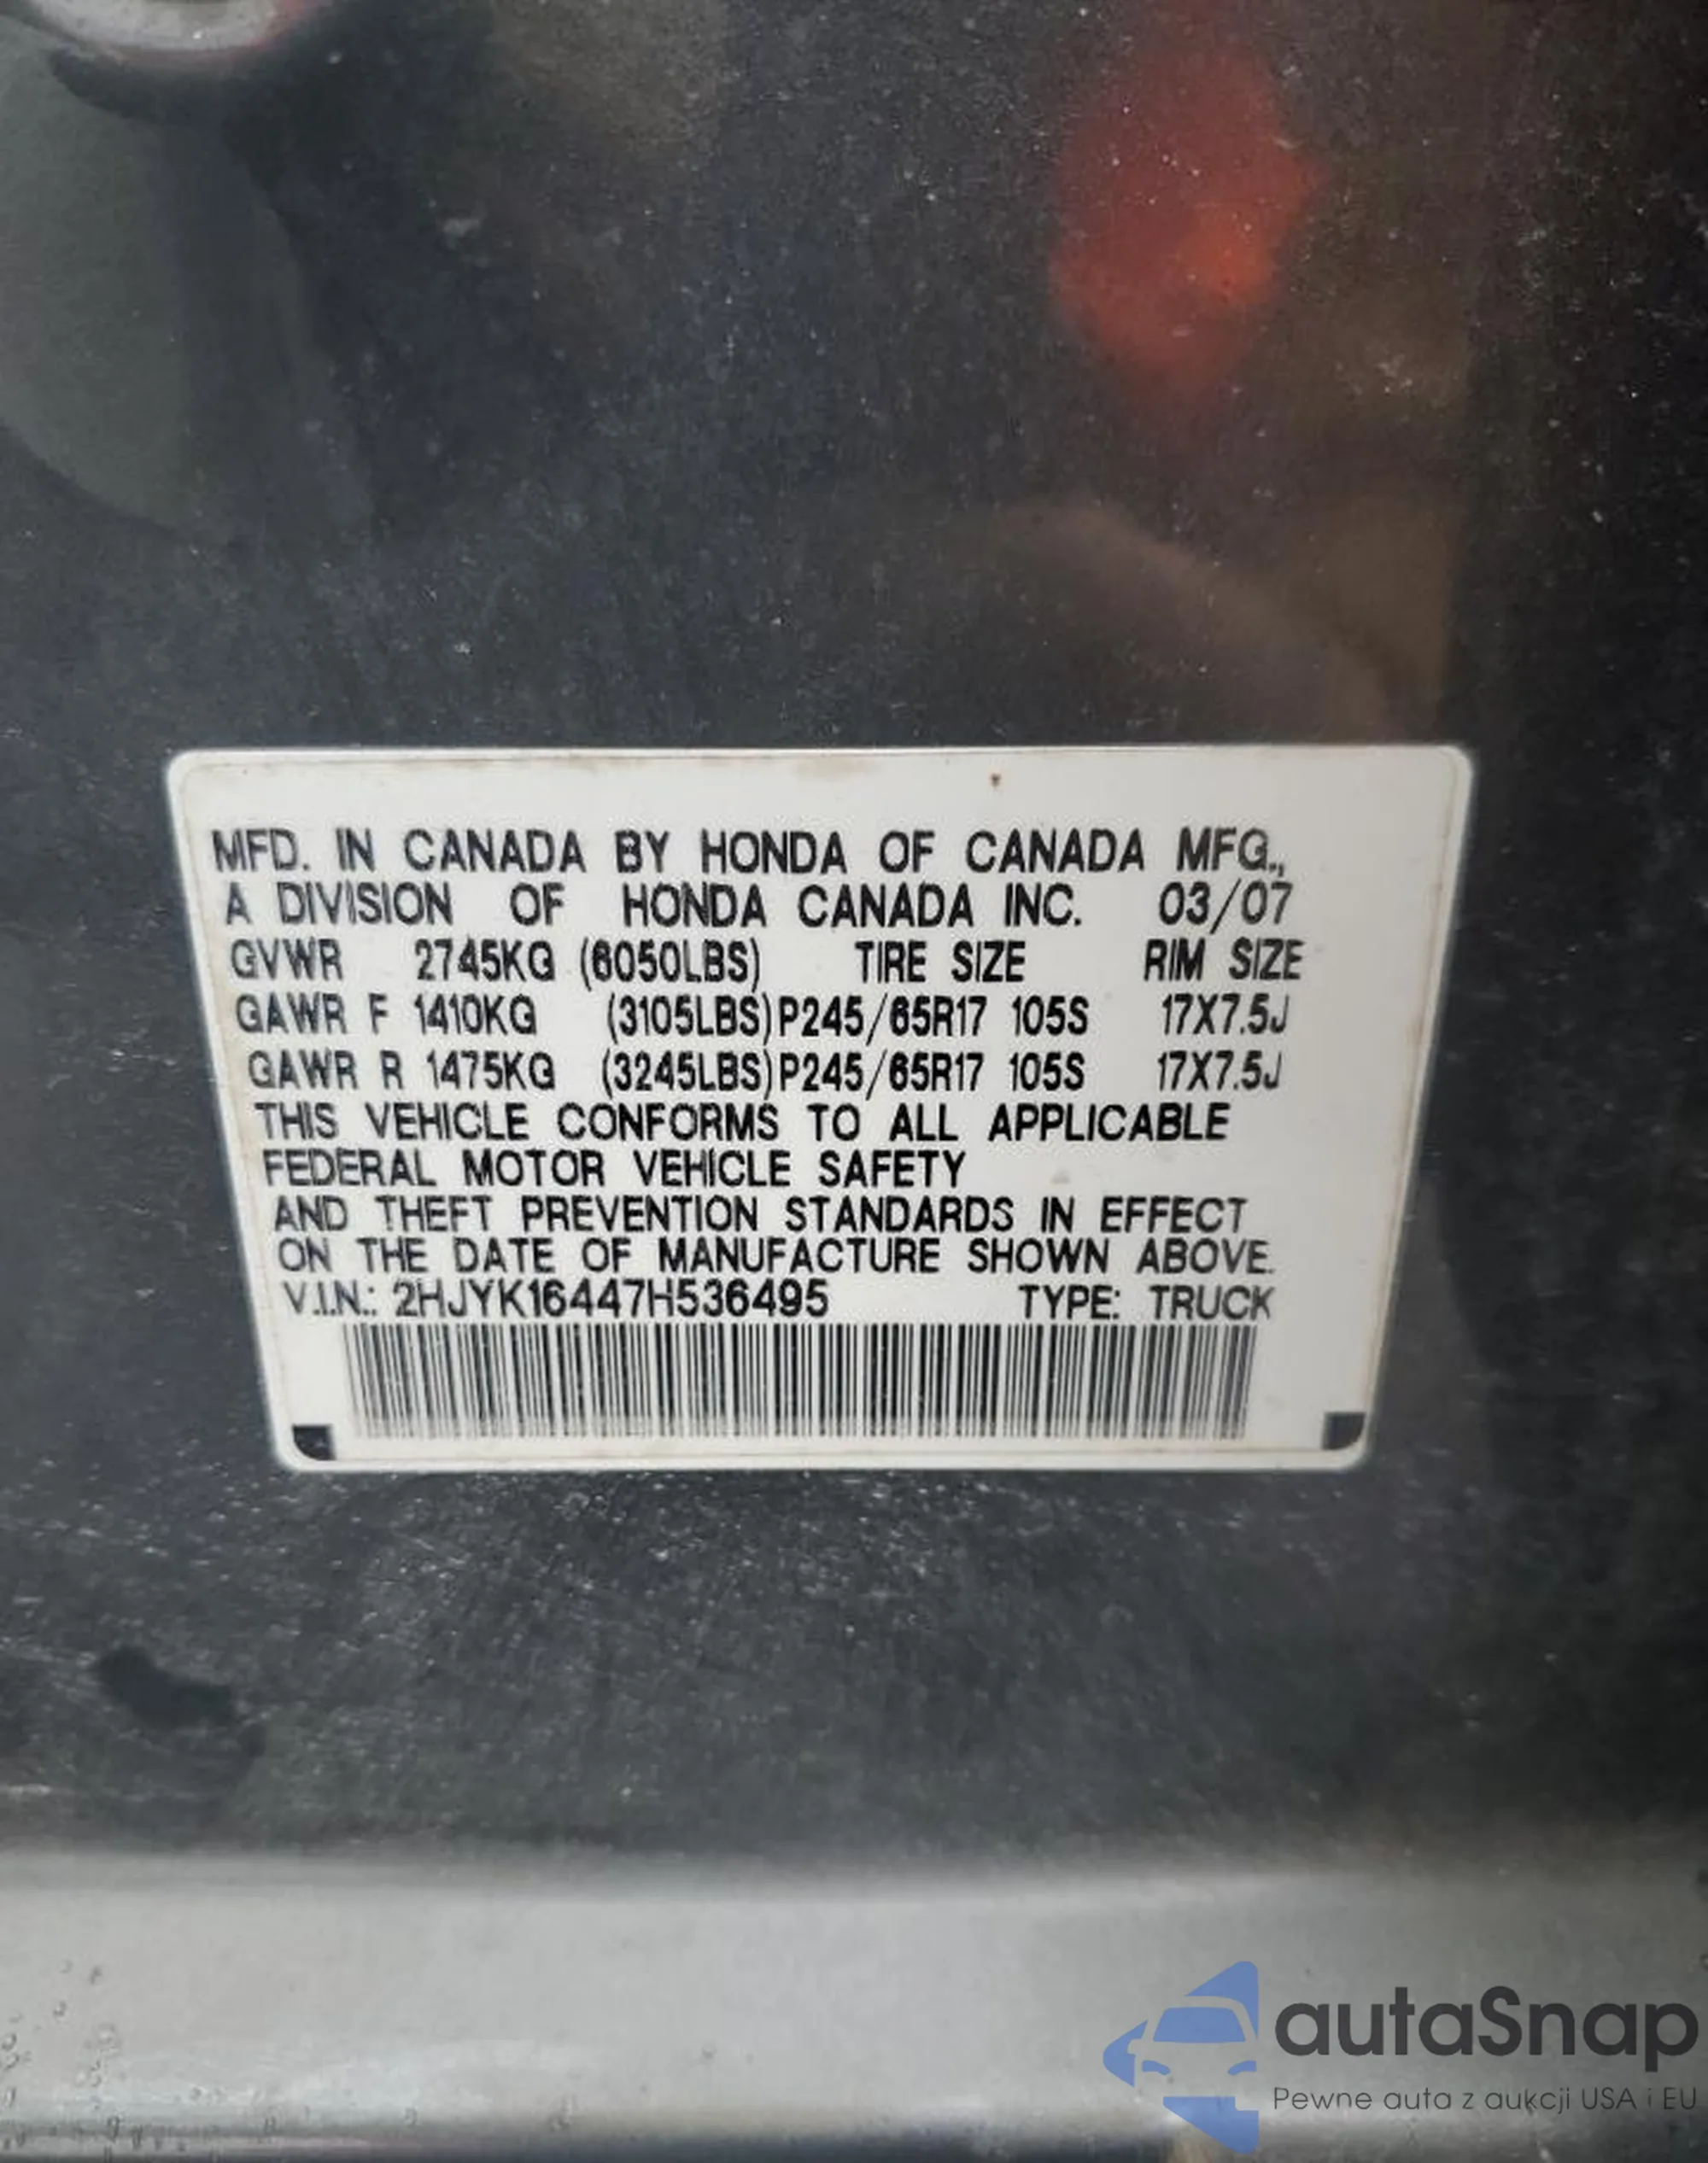 MFD. IN CANADA BY HONDA OF CANADA MFG.,
A DIVISION OF HONDA CANADA INC. 03/07
GVWR 2745KG (6050LBS) TIRE SIZE RIM SIZE
GAWR F 1410KG (3105LBS) P245/65R17 105S 17X7.5J
GAWR R 1475KG (3245LBS) P245/65R17 105S 17X7.5J
THIS VEHICLE CONFORMS TO ALL APPLICABLE
FEDERAL MOTOR VEHICLE SAFETY
AND THEFT PREVENTION STANDARDS IN EFFECT
ON THE DATE OF MANUFACTURE SHOWN ABOVE.
V.I.N.: 2HJYK16447H536495 TYPE: TRUCK
autaSnap
Pewne auta z aukcji USA i EU